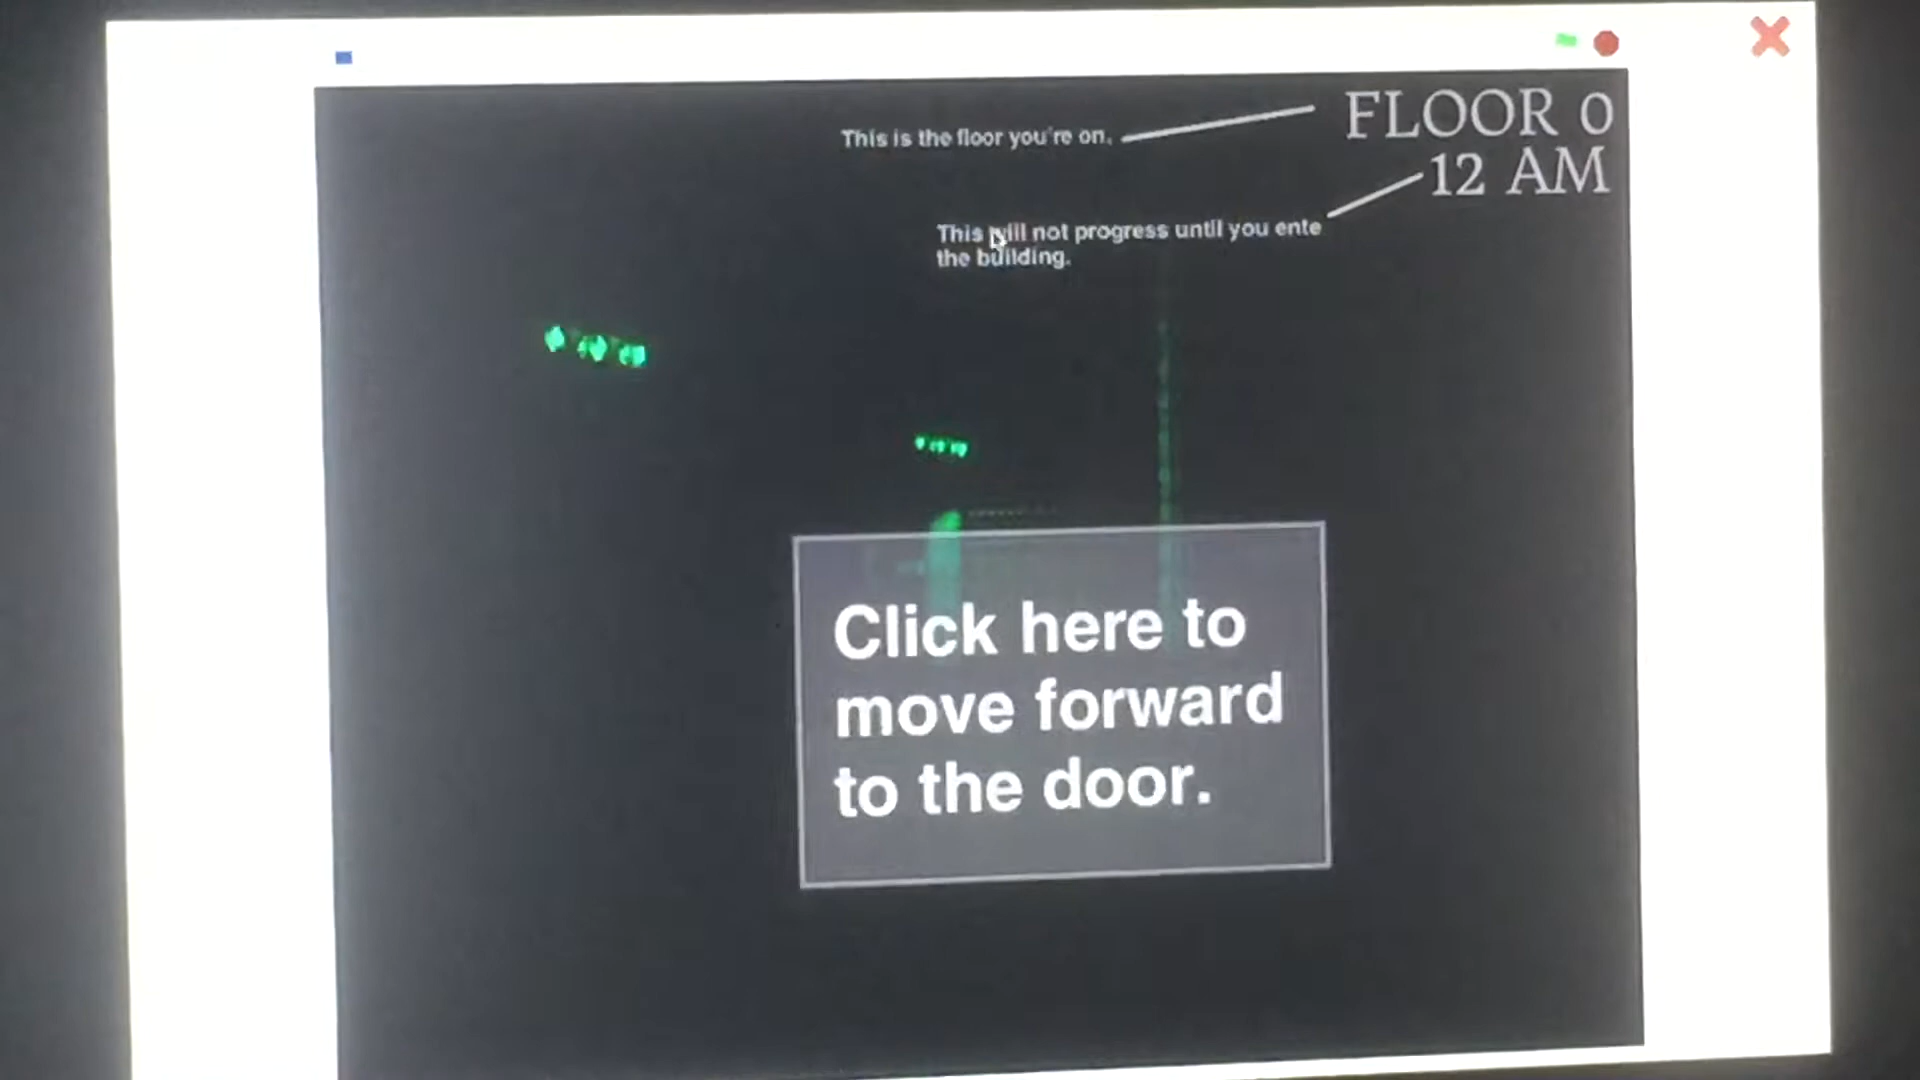 FLOOR 0
This is the floor you're on.
12 AM
This will not progress until you ente
the building.
Click here to
move forward
to the door.